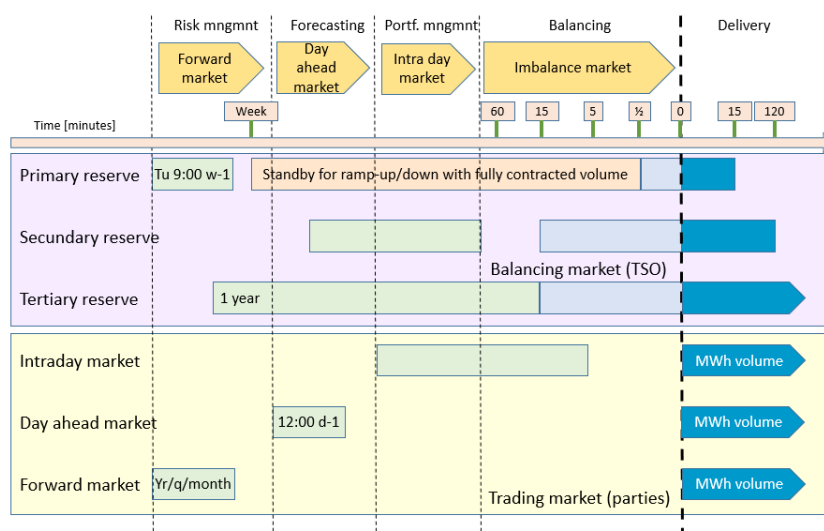 Risk mngmnt
Forecasting
Portf. mngmnt
Balancing
Delivery
Forward
market
Day
ahead
market
Intra day
market
Imbalance market
Time [minutes]
Week
60
15
5
½
0
15
120
Primary reserve
Tu 9:00 w-1
Standby for ramp-up/down with fully contracted volume
Secundary reserve
Balancing market (TSO)
Tertiary reserve
1 year
Intraday market
MWh volume
Day ahead market
12:00 d-1
MWh volume
Forward market
Yr/q/month
MWh volume
Trading market (parties)